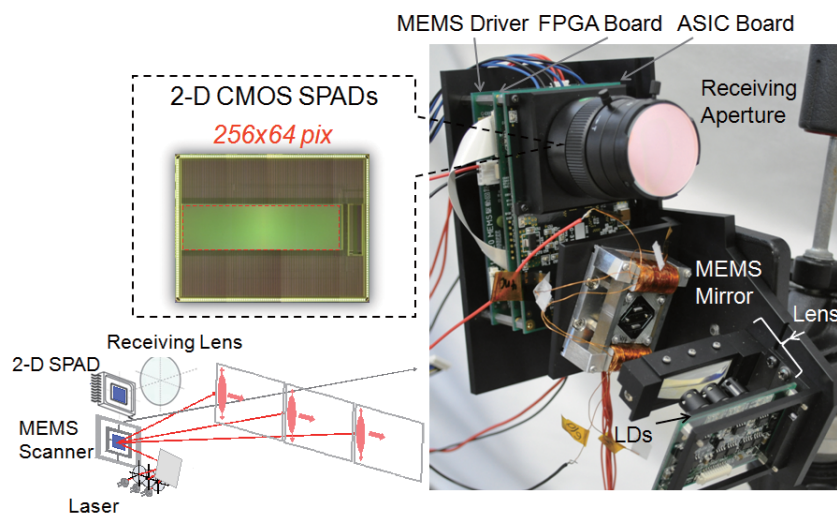 MEMS Driver FPGA Board ASIC Board
2-D CMOS SPADs
256x64 pix
Receiving
Aperture
MEMS
Mirror
Lens
LDs
Receiving Lens
2-D SPAD
MEMS
Scanner
Laser